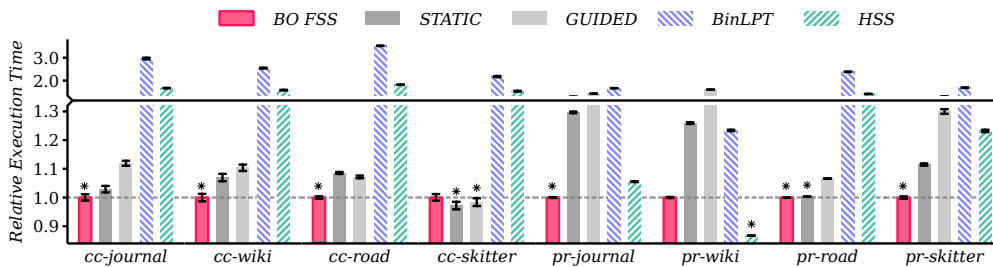 BO FSS STATIC GUIDED BinLPT HSS
Relative Execution Time
3.0
2.0
1.3
1.2
1.1
1.0
0.9
* * * * * * * * * *
cc-journal cc-wiki cc-road cc-skitter pr-journal pr-wiki pr-road pr-skitter